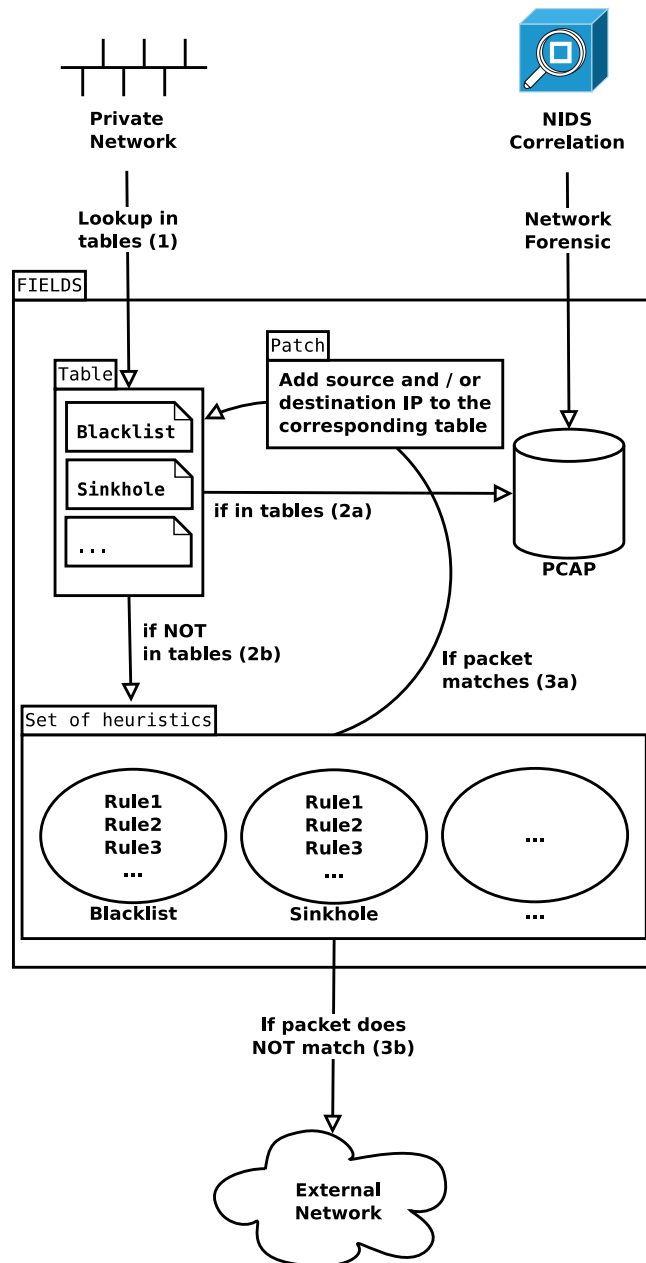 Private
Network
NIDS
Correlation
Lookup in
tables (1)
Network
Forensic
FIELDS
Patch
Add source and / or
destination IP to the
corresponding table
Table
Blacklist
Sinkhole
...
if in tables (2a)
PCAP
if NOT
in tables (2b)
If packet
matches (3a)
Set of heuristics
Rule1
Rule2
Rule3
...
Blacklist
Rule1
Rule2
Rule3
...
Sinkhole
...
...
If packet does
NOT match (3b)
External
Network